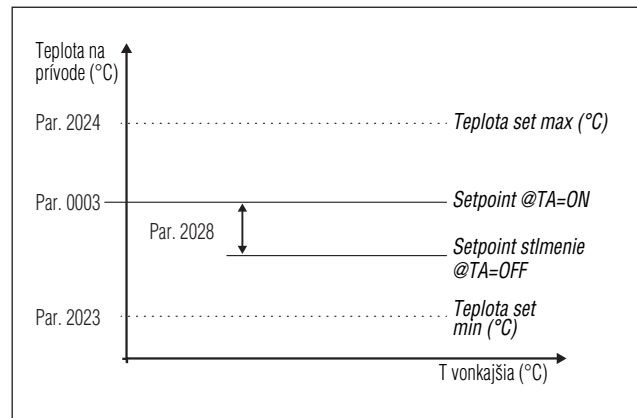 Teplota na
prívode (°C)
Par. 2024
Teplota set max (°C)
Par. 0003
Setpoint @TA=ON
Par. 2028
Setpoint stlmenie
@TA=OFF
Par. 2023
Teplota set
min (°C)
T vonkajšia (°C)